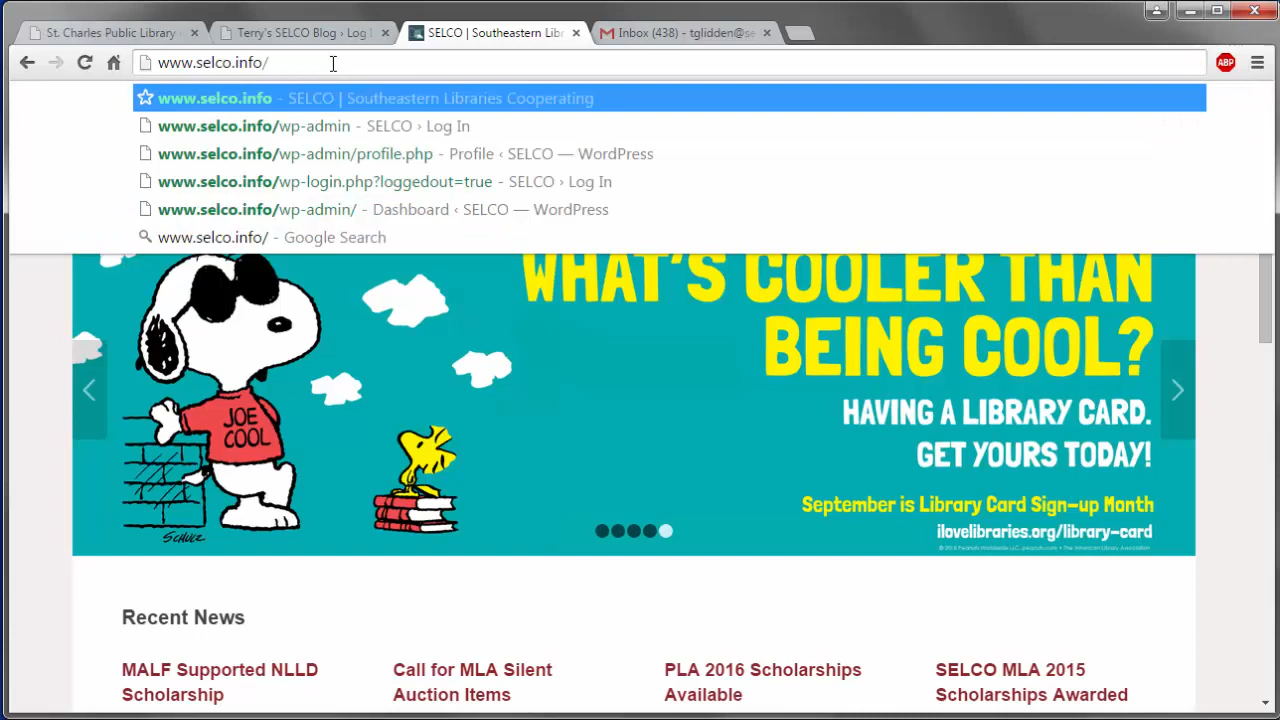 St. Charles Public Library
Terry's SELCO Blog › Log I
SELCO | Southeastern Lib
Inbox (438) - tglidden@se
www.selco.info/
ABP
www.selco.info - SELCO | Southeastern Libraries Cooperating
www.selco.info/wp-admin - SELCO › Log In
www.selco.info/wp-admin/profile.php - Profile ‹ SELCO — WordPress
www.selco.info/wp-login.php?loggedout=true - SELCO › Log In
www.selco.info/wp-admin/ - Dashboard ‹ SELCO — WordPress
www.selco.info/ - Google Search
WHAT'S COOLER THAN
BEING COOL?
HAVING A LIBRARY CARD.
GET YOURS TODAY!
JOE
COOL
September is Library Card Sign-up Month
ilovelibraries.org/library-card
SCHULZ
Recent News
MALF Supported NLLD
Scholarship
Call for MLA Silent
Auction Items
PLA 2016 Scholarships
Available
SELCO MLA 2015
Scholarships Awarded